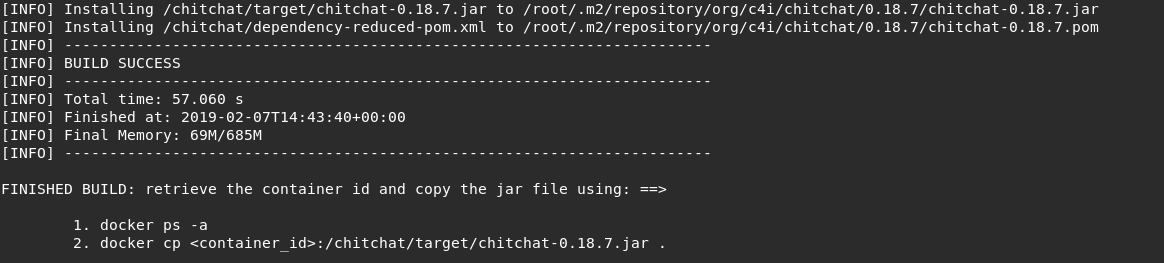 [INFO] Installing /chitchat/target/chitchat-0.18.7.jar to /root/.m2/repository/org/c4i/chitchat/0.18.7/chitchat-0.18.7.jar
[INFO] Installing /chitchat/dependency-reduced-pom.xml to /root/.m2/repository/org/c4i/chitchat/0.18.7/chitchat-0.18.7.pom
[INFO] ------------------------------------------------------------------------
[INFO] BUILD SUCCESS
[INFO] ------------------------------------------------------------------------
[INFO] Total time: 57.060 s
[INFO] Finished at: 2019-02-07T14:43:40+00:00
[INFO] Final Memory: 69M/685M
[INFO] ------------------------------------------------------------------------
FINISHED BUILD: retrieve the container id and copy the jar file using: ==>
1. docker ps -a
2. docker cp <container_id>:/chitchat/target/chitchat-0.18.7.jar .